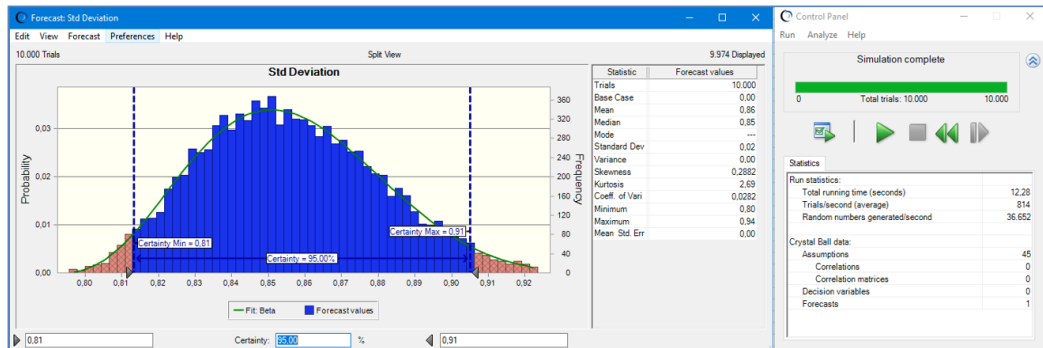 Forecast: Std Deviation
Edit View Forecast Preferences Help
10.000 Trials Split View 9.974 Displayed
Std Deviation
Probability
0,03
0,02
0,01
0,00
Frequency
360
320
280
240
200
160
120
80
40
0
Certainty Min = 0,81
Certainty Max = 0,91
Certainty = 95,00%
0,80 0,81 0,82 0,83 0,84 0,85 0,86 0,87 0,88 0,89 0,90 0,91 0,92
Fit: Beta Forecast values
0,81 Certainty: 95,00 % 0,91
Statistic Forecast values
Trials 10.000
Base Case 0,00
Mean 0,86
Median 0,85
Mode ---
Standard Dev 0,02
Variance 0,00
Skewness 0,2882
Kurtosis 2,69
Coeff. of Vari 0,0282
Minimum 0,80
Maximum 0,94
Mean Std. Err 0,00
Control Panel
Run Analyze Help
Simulation complete
0 Total trials: 10.000 10.000
Statistics
Run statistics:
Total running time (seconds) 12,28
Trials/second (average) 814
Random numbers generated/second 36.652
Crystal Ball data:
Assumptions 45
Correlations 0
Correlation matrices 0
Decision variables 0
Forecasts 1